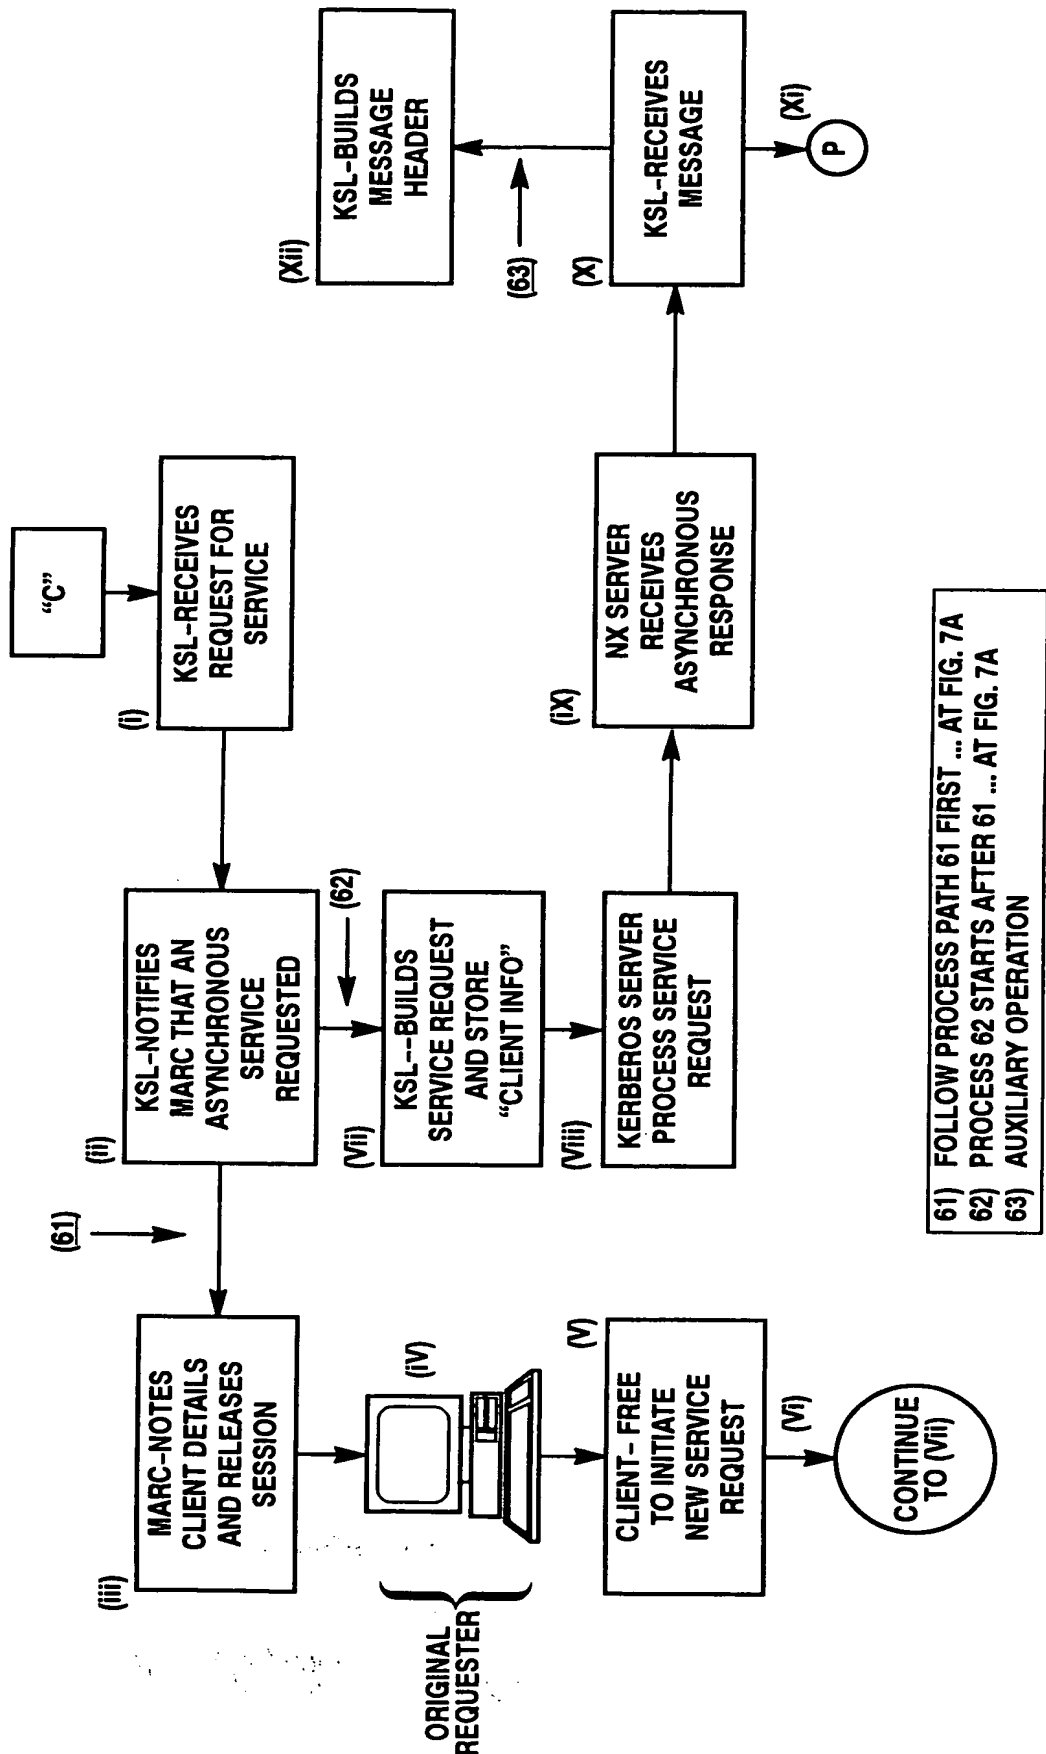 “C”
(i)
KSL-RECEIVES
REQUEST FOR
SERVICE
(ii)
KSL-NOTIFIES
MARC THAT AN
ASYNCHRONOUS
SERVICE
REQUESTED
(61)
(iii)
MARC-NOTES
CLIENT DETAILS
AND RELEASES
SESSION
ORIGINAL
REQUESTER
(iV)
(V)
CLIENT - FREE
TO INITIATE
NEW SERVICE
REQUEST
(Vi)
CONTINUE
TO (Vii)
(62)
(Vii)
KSL--BUILDS
SERVICE REQUEST
AND STORE
“CLIENT INFO”
(Viii)
KERBEROS SERVER
PROCESS SERVICE
REQUEST
(iX)
NX SERVER
RECEIVES
ASYNCHRONOUS
RESPONSE
(X)
KSL-RECEIVES
MESSAGE
(Xi)
P
(63)
(Xii)
KSL-BUILDS
MESSAGE
HEADER
61) FOLLOW PROCESS PATH 61 FIRST ... AT FIG. 7A
62) PROCESS 62 STARTS AFTER 61 ... AT FIG. 7A
63) AUXILIARY OPERATION